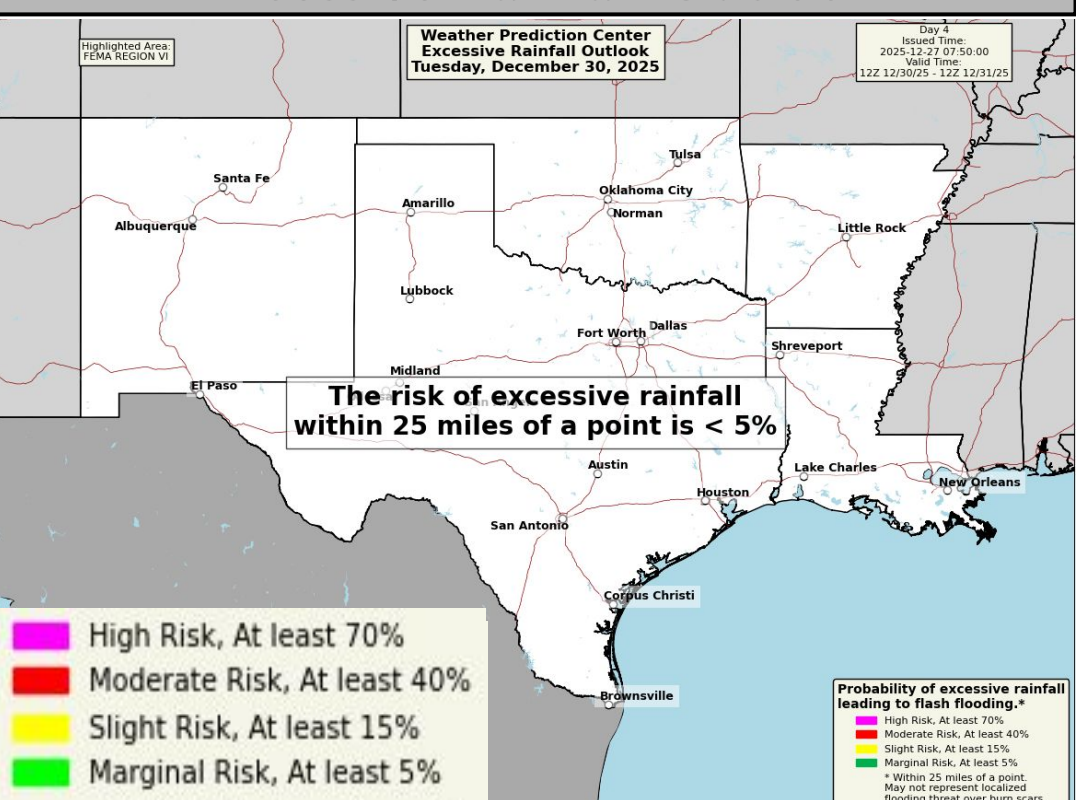 Highlighted Area:
FEMA REGION VI
Weather Prediction Center
Excessive Rainfall Outlook
Tuesday, December 30, 2025
Day 4
Issued Time:
2025-12-27 07:50:00
Valid Time:
12Z 12/30/25 - 12Z 12/31/25
Tulsa
Santa Fe
Oklahoma City
Amarillo
Norman
Albuquerque
Little Rock
Lubbock
Dallas
Fort Worth
Shreveport
Midland
El Paso
The risk of excessive rainfall
within 25 miles of a point is < 5%
Austin
Lake Charles
New Orleans
Houston
San Antonio
Corpus Christi
Brownsville
High Risk, At least 70%
Moderate Risk, At least 40%
Slight Risk, At least 15%
Marginal Risk, At least 5%
Probability of excessive rainfall
leading to flash flooding.*
High Risk, At least 70%
Moderate Risk, At least 40%
Slight Risk, At least 15%
Marginal Risk, At least 5%
* Within 25 miles of a point.
May not represent localized
flooding threat over burn scars